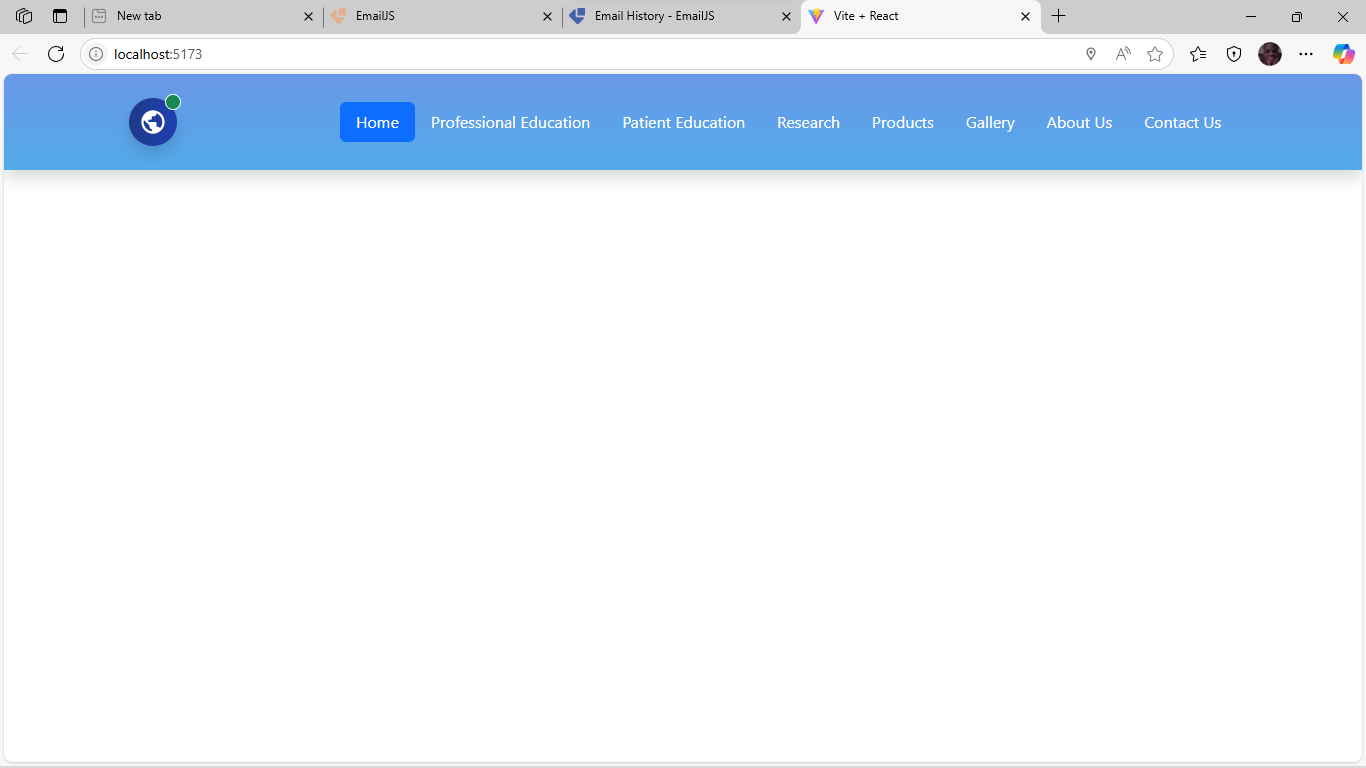 New tab
EmailJS
Email History - EmailJS
Vite + React
localhost:5173
Home
Professional Education
Patient Education
Research
Products
Gallery
About Us
Contact Us